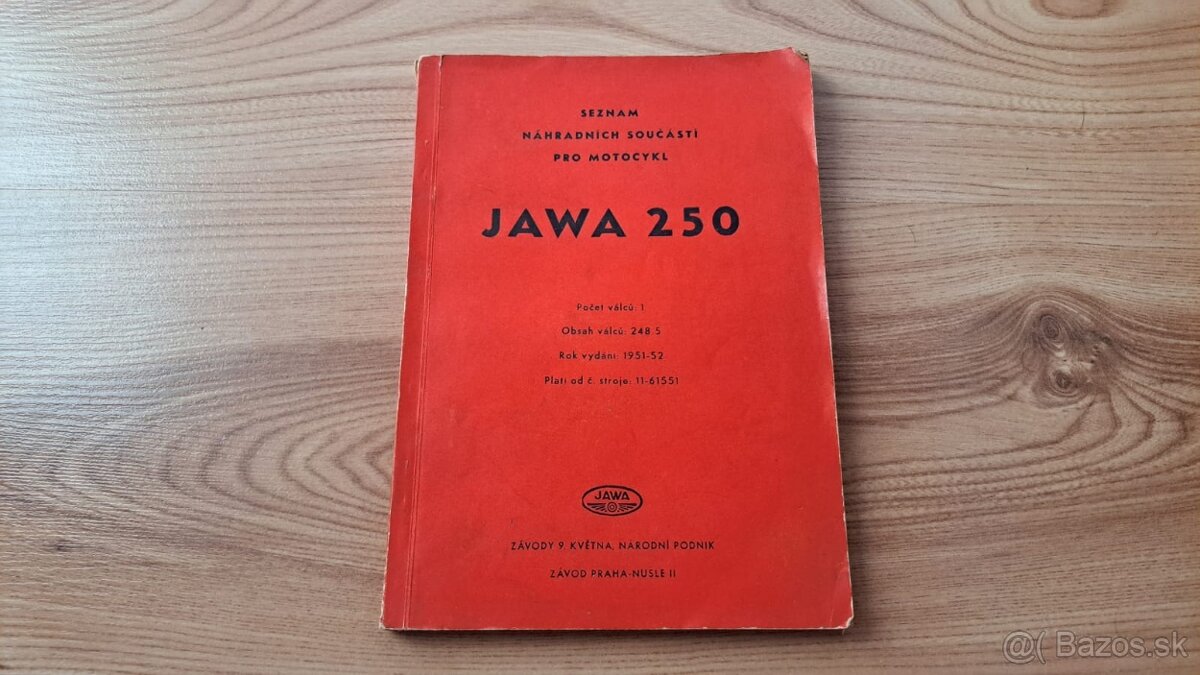 SEZNAM
NÁHRADNÍCH SOUČÁSTÍ
PRO MOTOCYKL
JAWA 250
Počet válců: 1
Obsah válců: 248.5
Rok vydání: 1951-52
Platí od č. stroje: 11-61551
JAWA
ZÁVODY 9. KVĚTNA, NÁRODNÍ PODNIK
ZÁVOD PRAHA-NUSLE II
@( Bazos.sk